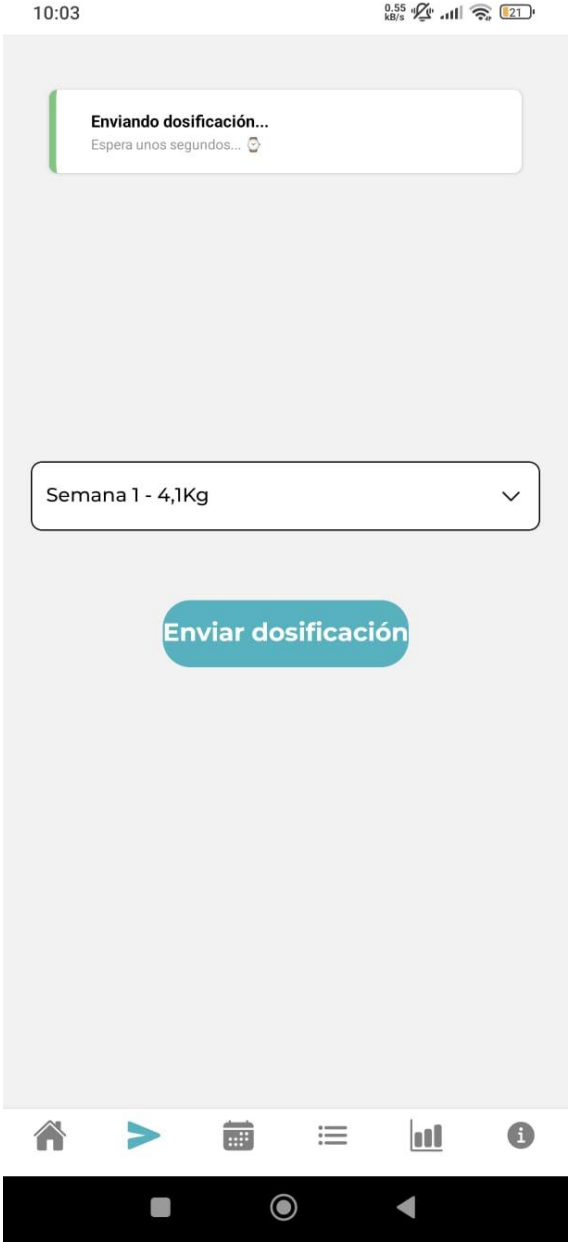 10:03
0.55
kB/s
21
Enviando dosificación...
Espera unos segundos... ⌚
Semana 1 - 4,1Kg
Enviar dosificación